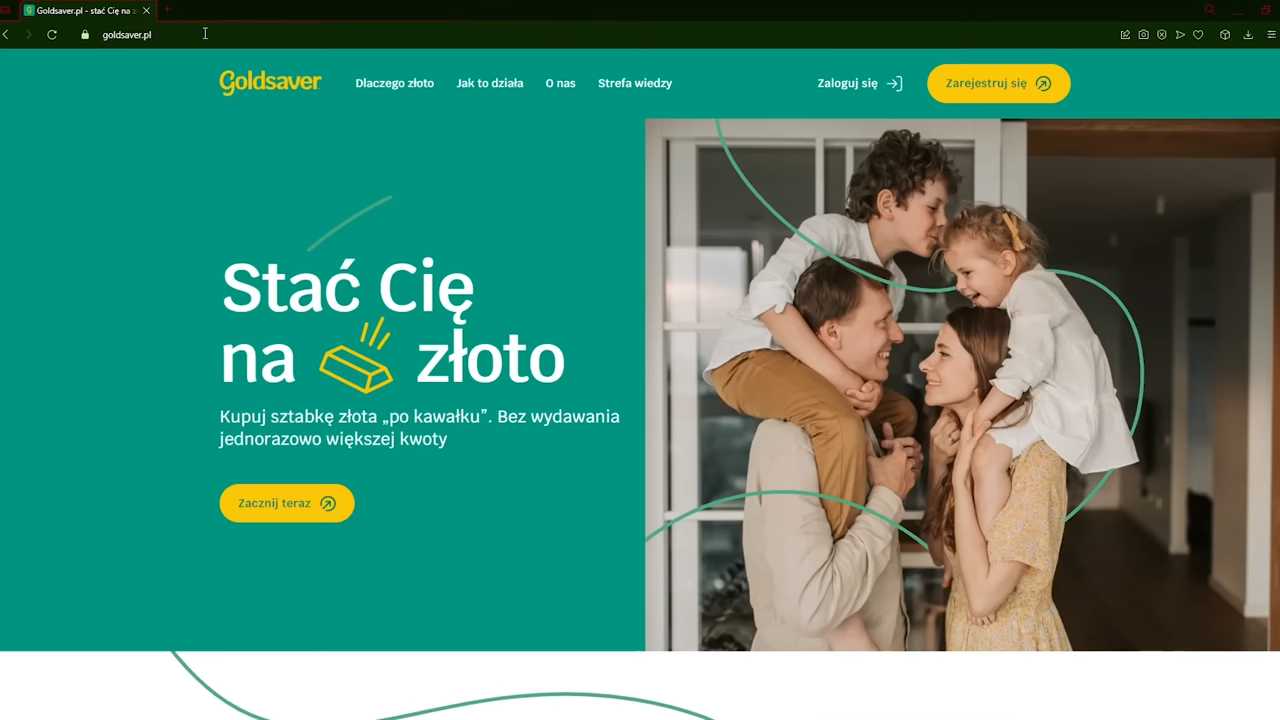 Goldsaver.pl - stać Cię na z
goldsaver.pl
Goldsaver
Dlaczego złoto
Jak to działa
O nas
Strefa wiedzy
Zaloguj się
Zarejestruj się
Stać Cię
na złoto
Kupuj sztabkę złota „po kawałku”. Bez wydawania
jednorazowo większej kwoty
Zacznij teraz